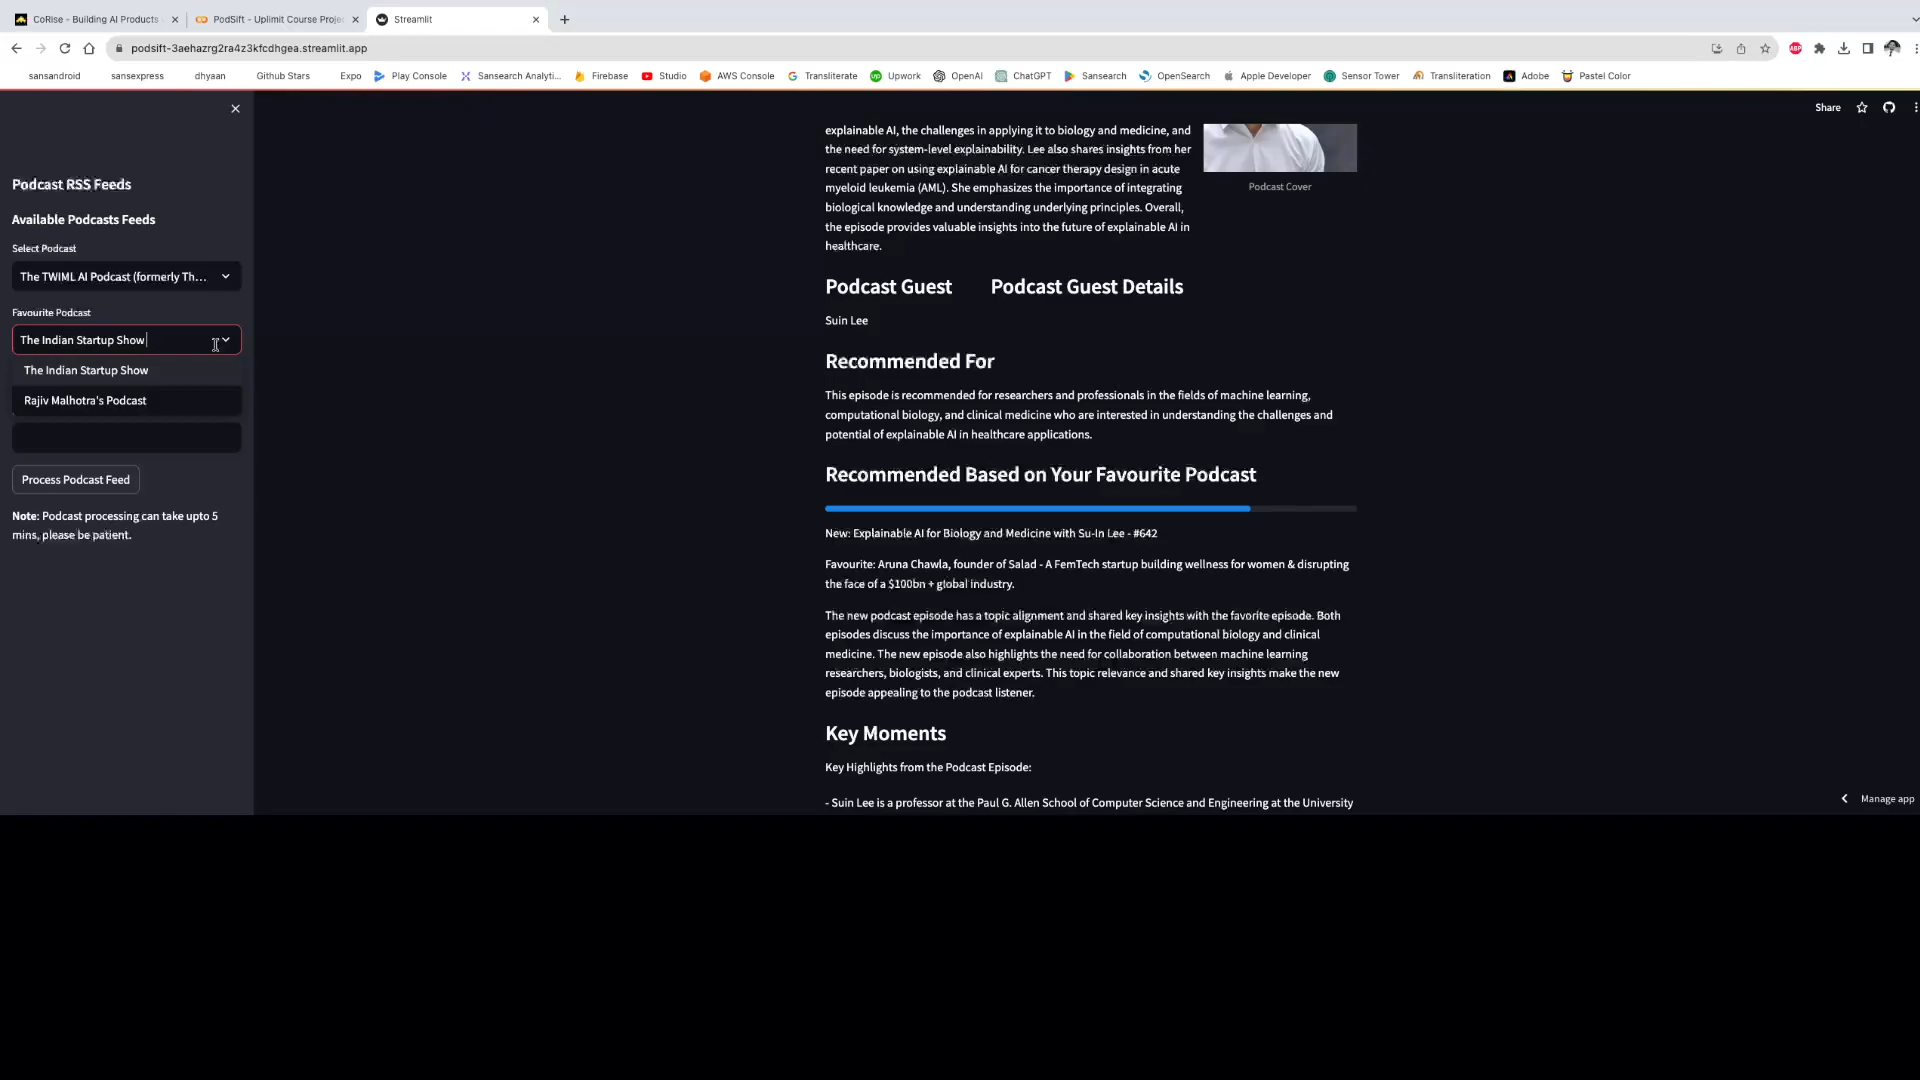 CoRise - Building AI Products
PodSift - Uplimit Course Proje
Streamlit
podsift-3aehazrg2ra4z3kfcdhgea.streamlit.app
sansandroid
sansexpress
dhyaan
Github Stars
Expo
Play Console
Sansearch Analyti...
Firebase
Studio
AWS Console
Transliterate
Upwork
OpenAI
ChatGPT
Sansearch
OpenSearch
Apple Developer
Sensor Tower
Transliteration
Adobe
Pastel Color
Share
Podcast RSS Feeds
Available Podcasts Feeds
Select Podcast
The TWIML AI Podcast (formerly Th...
Favourite Podcast
The Indian Startup Show
The Indian Startup Show
Rajiv Malhotra's Podcast
Process Podcast Feed
Note: Podcast processing can take upto 5
mins, please be patient.
explainable AI, the challenges in applying it to biology and medicine, and
the need for system-level explainability. Lee also shares insights from her
recent paper on using explainable AI for cancer therapy design in acute
myeloid leukemia (AML). She emphasizes the importance of integrating
biological knowledge and understanding underlying principles. Overall,
the episode provides valuable insights into the future of explainable AI in
healthcare.
Podcast Cover
Podcast Guest
Podcast Guest Details
Suin Lee
Recommended For
This episode is recommended for researchers and professionals in the fields of machine learning,
computational biology, and clinical medicine who are interested in understanding the challenges and
potential of explainable AI in healthcare applications.
Recommended Based on Your Favourite Podcast
New: Explainable AI for Biology and Medicine with Su-In Lee - #642
Favourite: Aruna Chawla, founder of Salad - A FemTech startup building wellness for women & disrupting
the face of a $100bn + global industry.
The new podcast episode has a topic alignment and shared key insights with the favorite episode. Both
episodes discuss the importance of explainable AI in the field of computational biology and clinical
medicine. The new episode also highlights the need for collaboration between machine learning
researchers, biologists, and clinical experts. This topic relevance and shared key insights make the new
episode appealing to the podcast listener.
Key Moments
Key Highlights from the Podcast Episode:
- Suin Lee is a professor at the Paul G. Allen School of Computer Science and Engineering at the University
Manage app